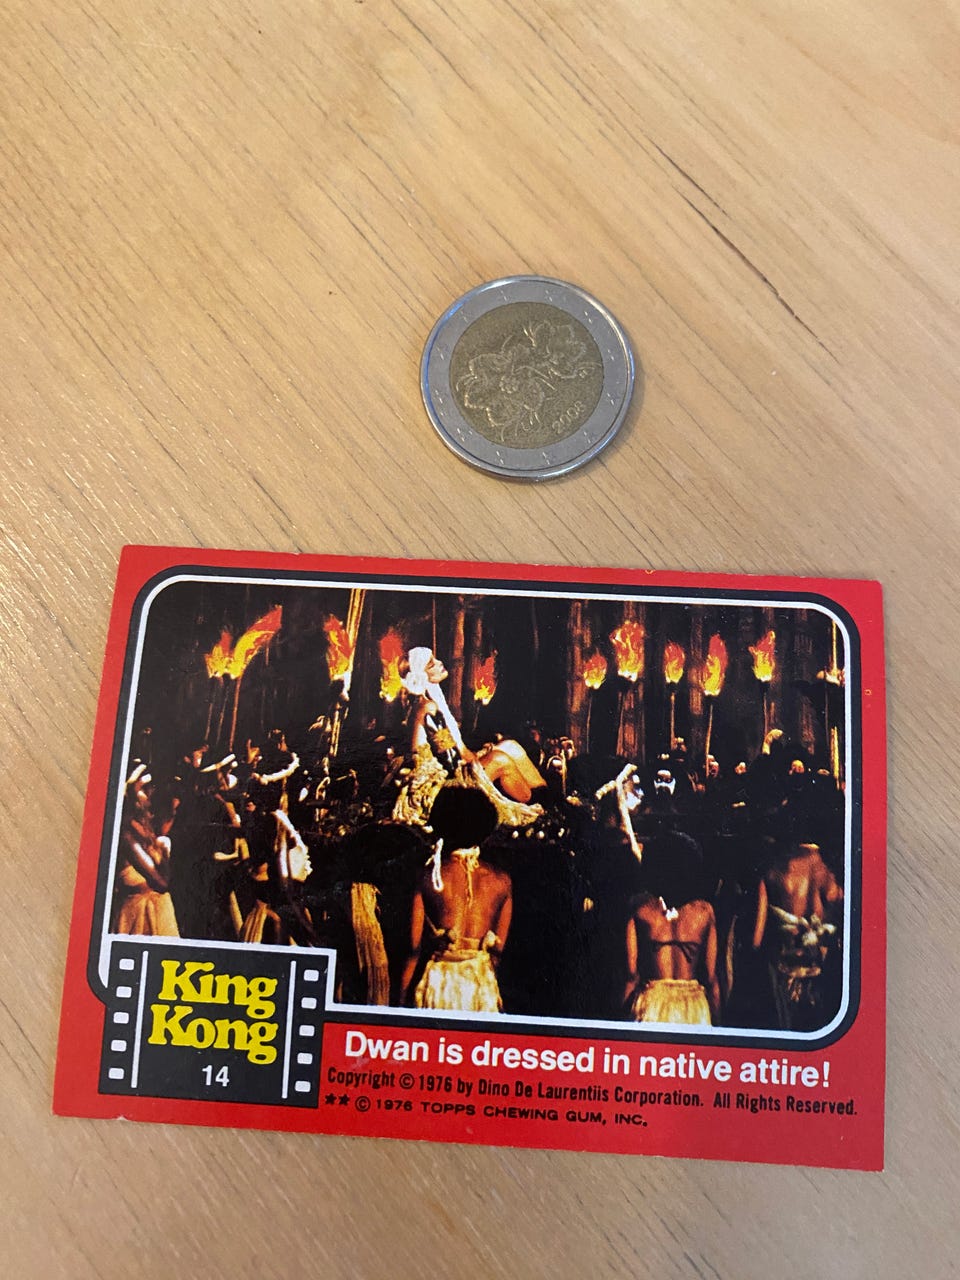 2008
King
Kong
14
Dwan is dressed in native attire!
Copyright © 1976 by Dino De Laurentiis Corporation. All Rights Reserved.
★★ © 1976 TOPPS CHEWING GUM, INC.